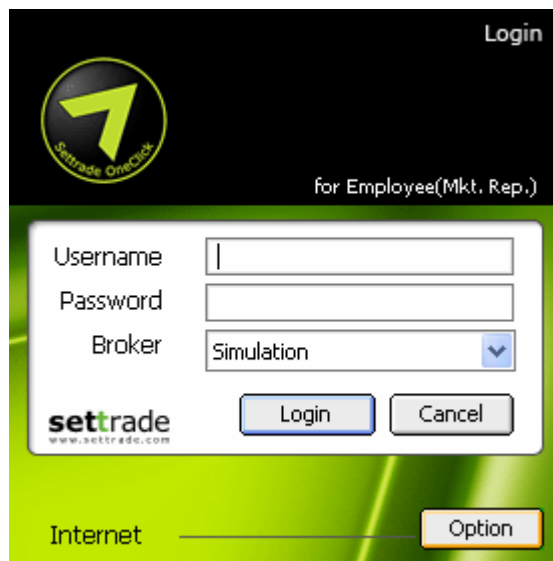 Login
Settrade OneClick
for Employee(Mkt. Rep.)
Username
Password
Broker Simulation
settrade Login Cancel
www.settrade.com
Internet Option